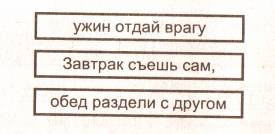 ужин отдай врагу
Завтрак съешь сам,
обед раздели с другом